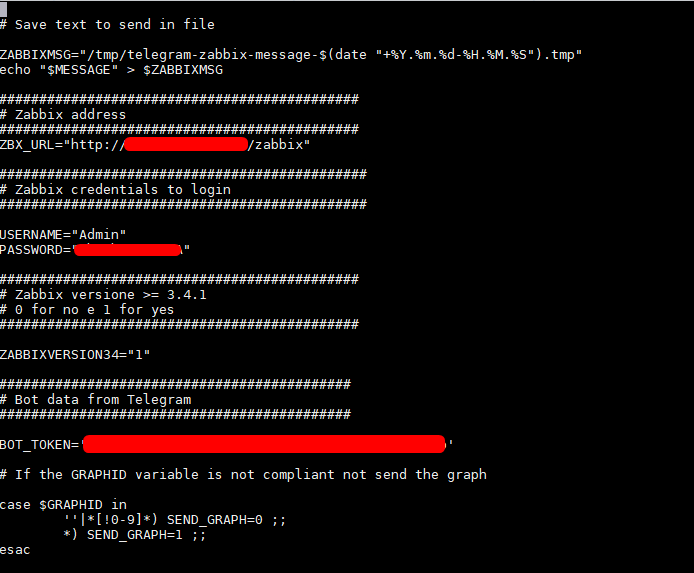 # Save text to send in file
ZABBIXMSG="/tmp/telegram-zabbix-message-$(date "+%Y.%m.%d-%H.%M.%S").tmp"
echo "$MESSAGE" > $ZABBIXMSG
#############################################
# Zabbix address
#############################################
ZBX_URL="http:///zabbix"
##############################################
# Zabbix credentials to login
##############################################
USERNAME="Admin"
PASSWORD="
#############################################
# Zabbix versione >= 3.4.1
# 0 for no e 1 for yes
#############################################
ZABBIXVERSION34="1"
############################################
# Bot data from Telegram
############################################
BOT_TOKEN=''
# If the GRAPHID variable is not compliant not send the graph
case $GRAPHID in
''|*[!0-9]*) SEND_GRAPH=0 ;;
*) SEND_GRAPH=1 ;;
esac